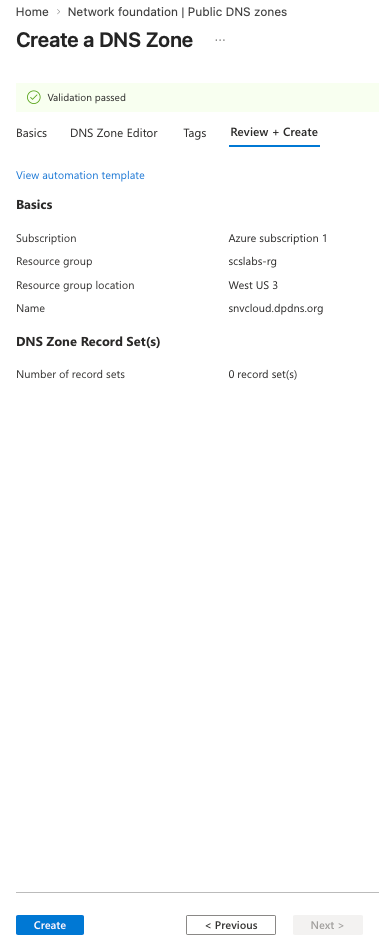 Home > Network foundation | Public DNS zones
Create a DNS Zone ...
Validation passed
Basics DNS Zone Editor Tags Review + Create
View automation template
Basics
Subscription Azure subscription 1
Resource group scslabs-rg
Resource group location West US 3
Name snvcloud.dpdns.org
DNS Zone Record Set(s)
Number of record sets 0 record set(s)
Create < Previous Next >